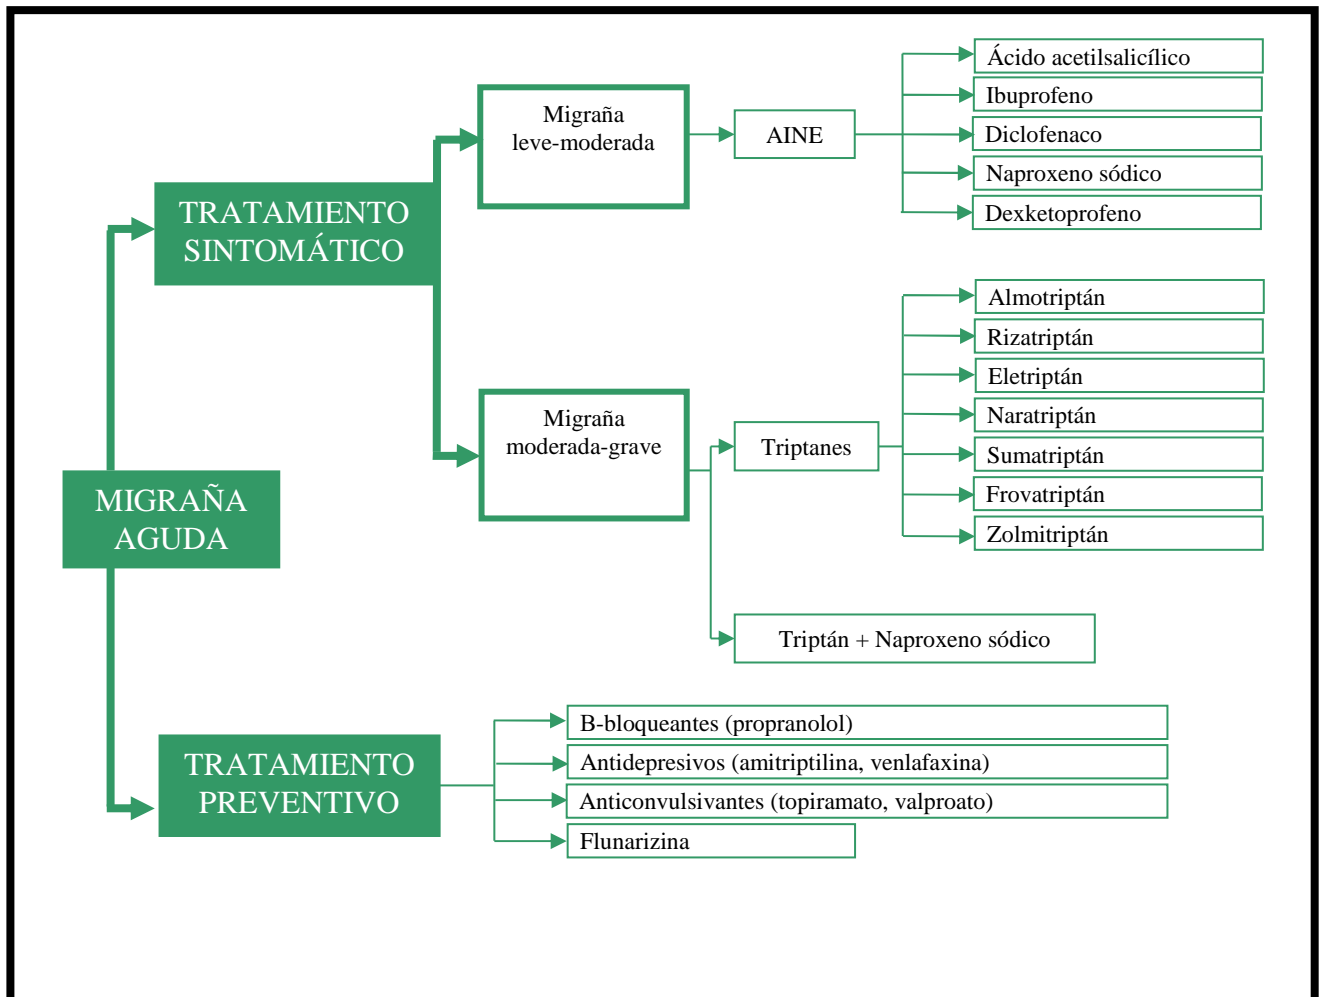 MIGRAÑA
AGUDA
TRATAMIENTO
SINTOMÁTICO
Migraña
leve-moderada
AINE
Ácido acetilsalicílico
Ibuprofeno
Diclofenaco
Naproxeno sódico
Dexketoprofeno
Migraña
moderada-grave
Triptanes
Almotriptán
Rizatriptán
Eletriptán
Naratriptán
Sumatriptán
Frovatriptán
Zolmitriptán
Triptán + Naproxeno sódico
TRATAMIENTO
PREVENTIVO
B-bloqueantes (propranolol)
Antidepresivos (amitriptilina, venlafaxina)
Anticonvulsivantes (topiramato, valproato)
Flunarizina